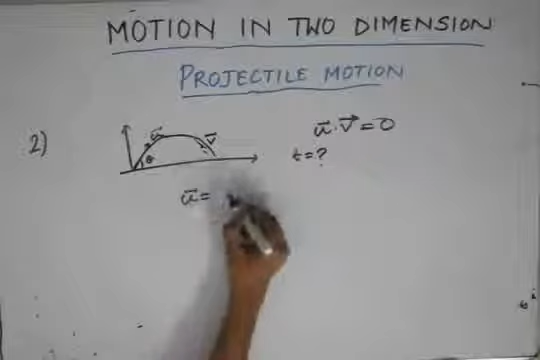 MOTION IN TWO DIMENSION
PROJECTILE MOTION
2)
u⃗ v⃗
θ
u⃗·v⃗=0
t=?
u⃗=